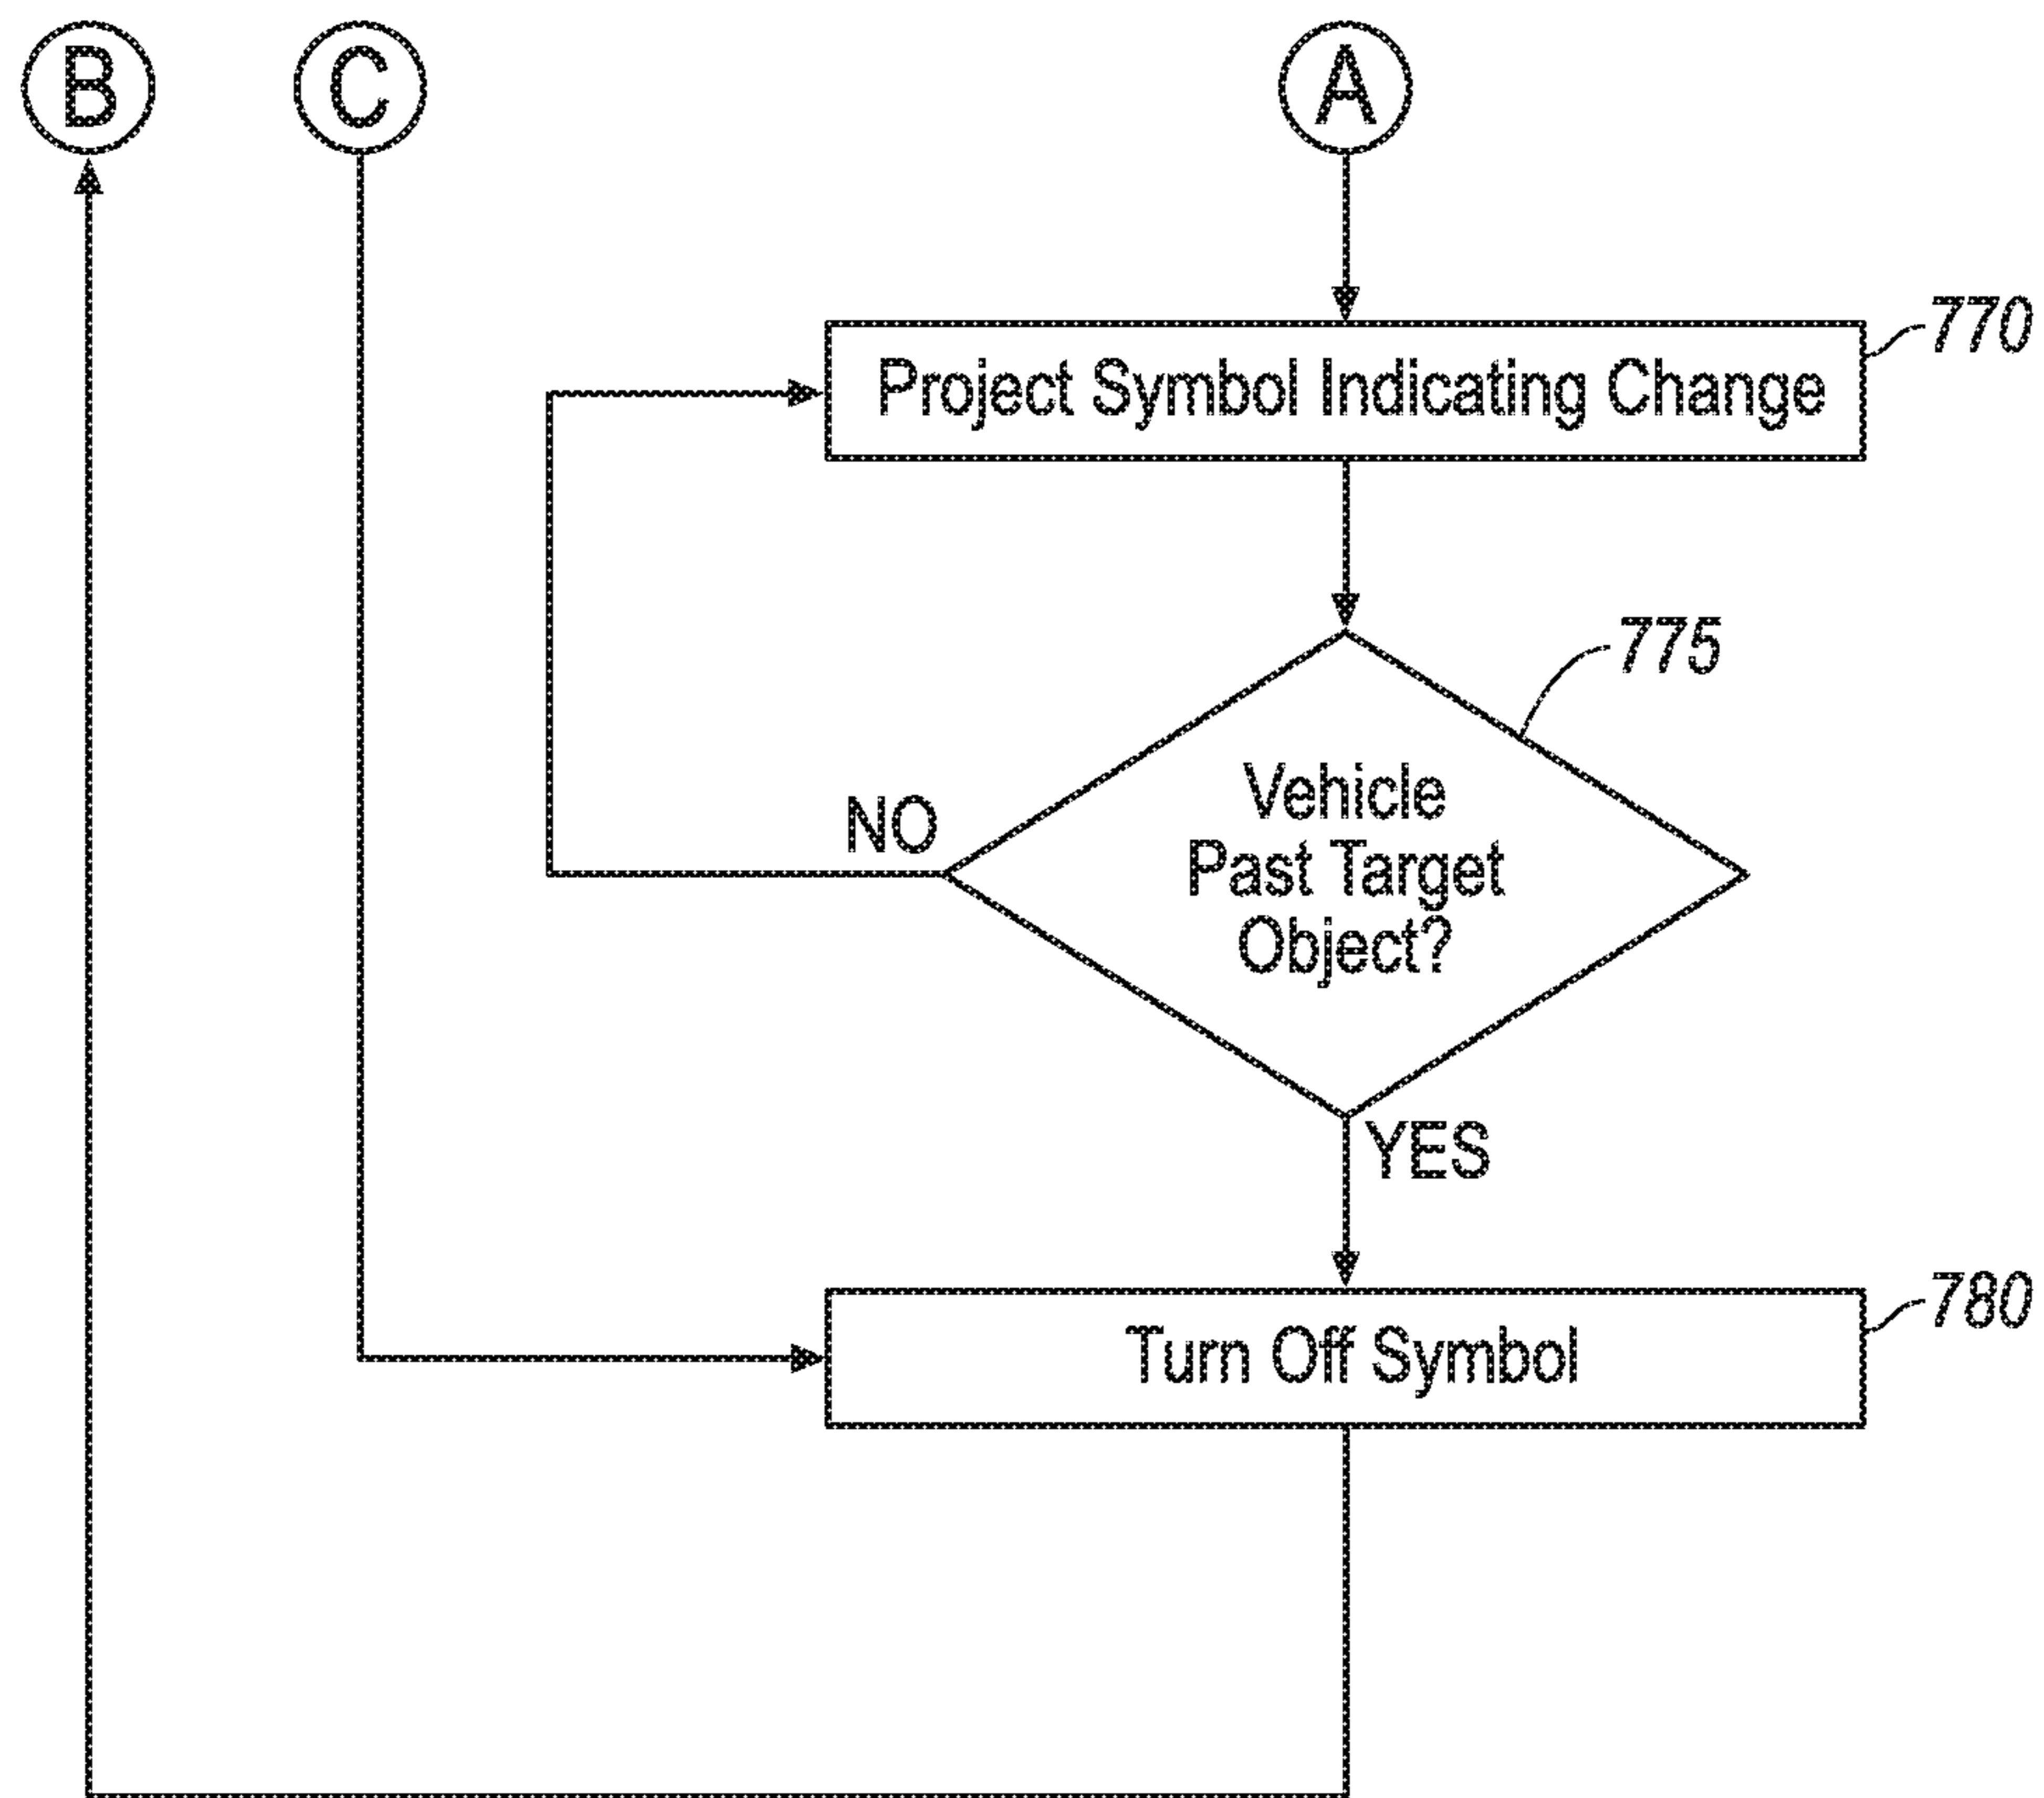 B
C
A
770
Project Symbol Indicating Change
775
Vehicle
Past Target
Object?
NO
YES
780
Turn Off Symbol